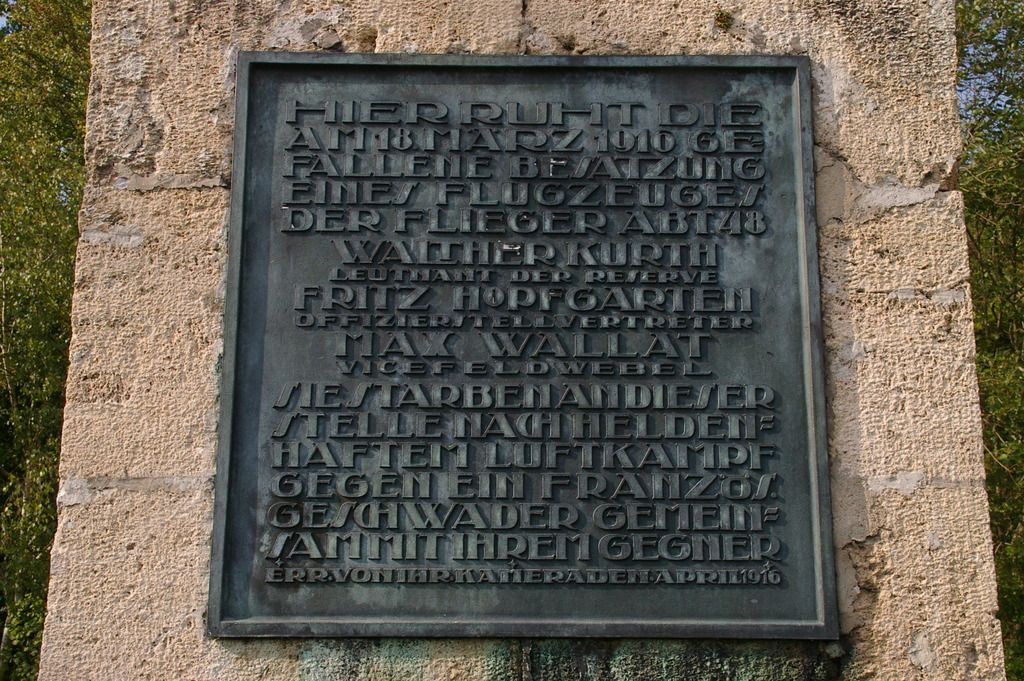 HIER RUHT DIE
AM 18. MÄRZ 1916 GE=
FALLENE BESATZUNG
EINES FLUGZEUGES
DER FLIEGER ABT. 48
WALTHER KURTH
LEUTNANT DER RESERVE
FRITZ HOPFGARTEN
OFFIZIERSTELLVERTRETER
MAX WALLAT
VICEFELDWEBEL
SIE STARBEN AN DIESER
STELLE NACH HELDEN=
HAFTEM LUFTKAMPF
GEGEN EIN FRANZÖS.
GESCHWADER GEMEIN=
SAM MIT IHREM GEGNER
ERR. VON IHR. KAMERADEN. APRIL 1916